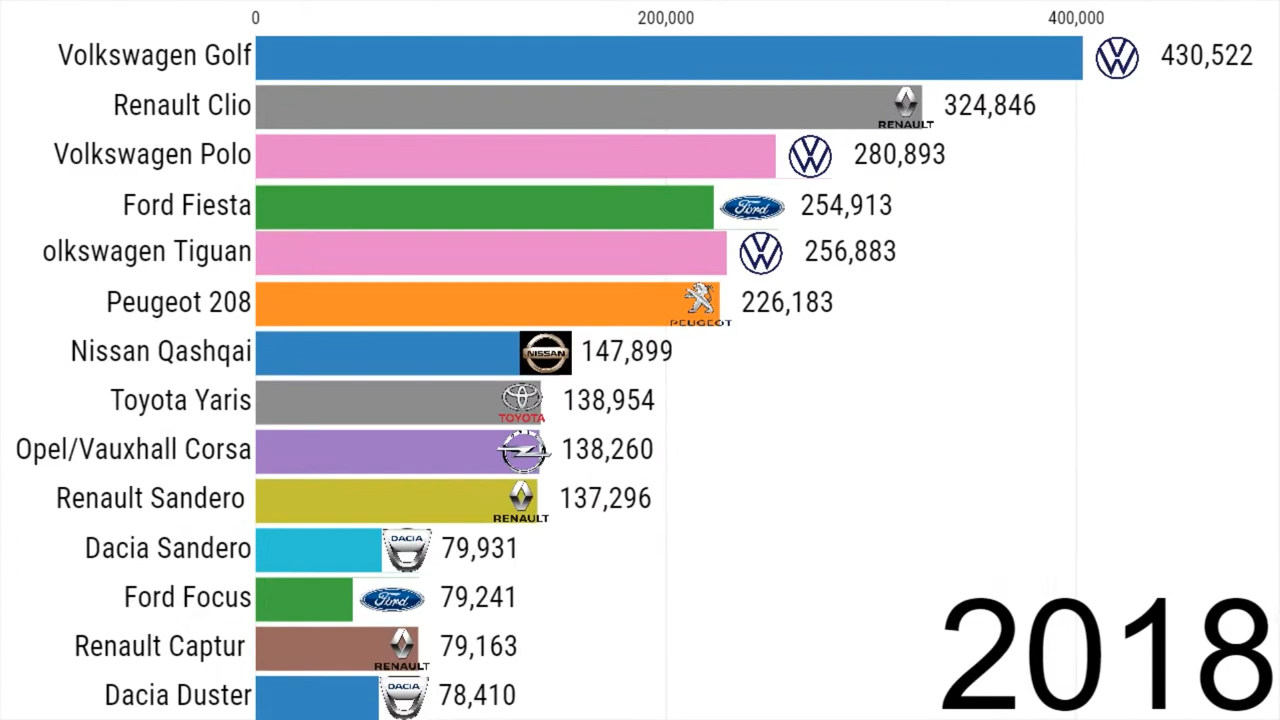 0 200,000 400,000
Volkswagen Golf 430,522
Renault Clio RENAULT 324,846
Volkswagen Polo 280,893
Ford Fiesta Ford 254,913
olkswagen Tiguan 256,883
Peugeot 208 PEUGEOT 226,183
Nissan Qashqai NISSAN 147,899
Toyota Yaris TOYOTA 138,954
Opel/Vauxhall Corsa 138,260
Renault Sandero RENAULT 137,296
Dacia Sandero DACIA 79,931
Ford Focus Ford 79,241
Renault Captur RENAULT 79,163
Dacia Duster DACIA 78,410
2018